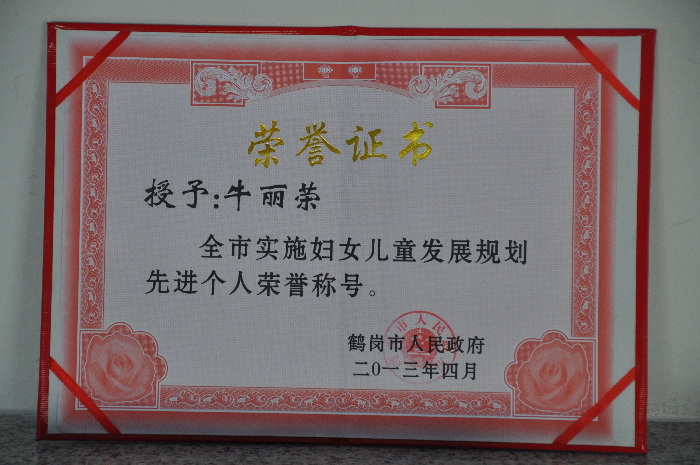 荣誉证书
授予:牛丽荣
全市实施妇女儿童发展规划
先进个人荣誉称号。
鹤岗市人民政府
二〇一三年四月